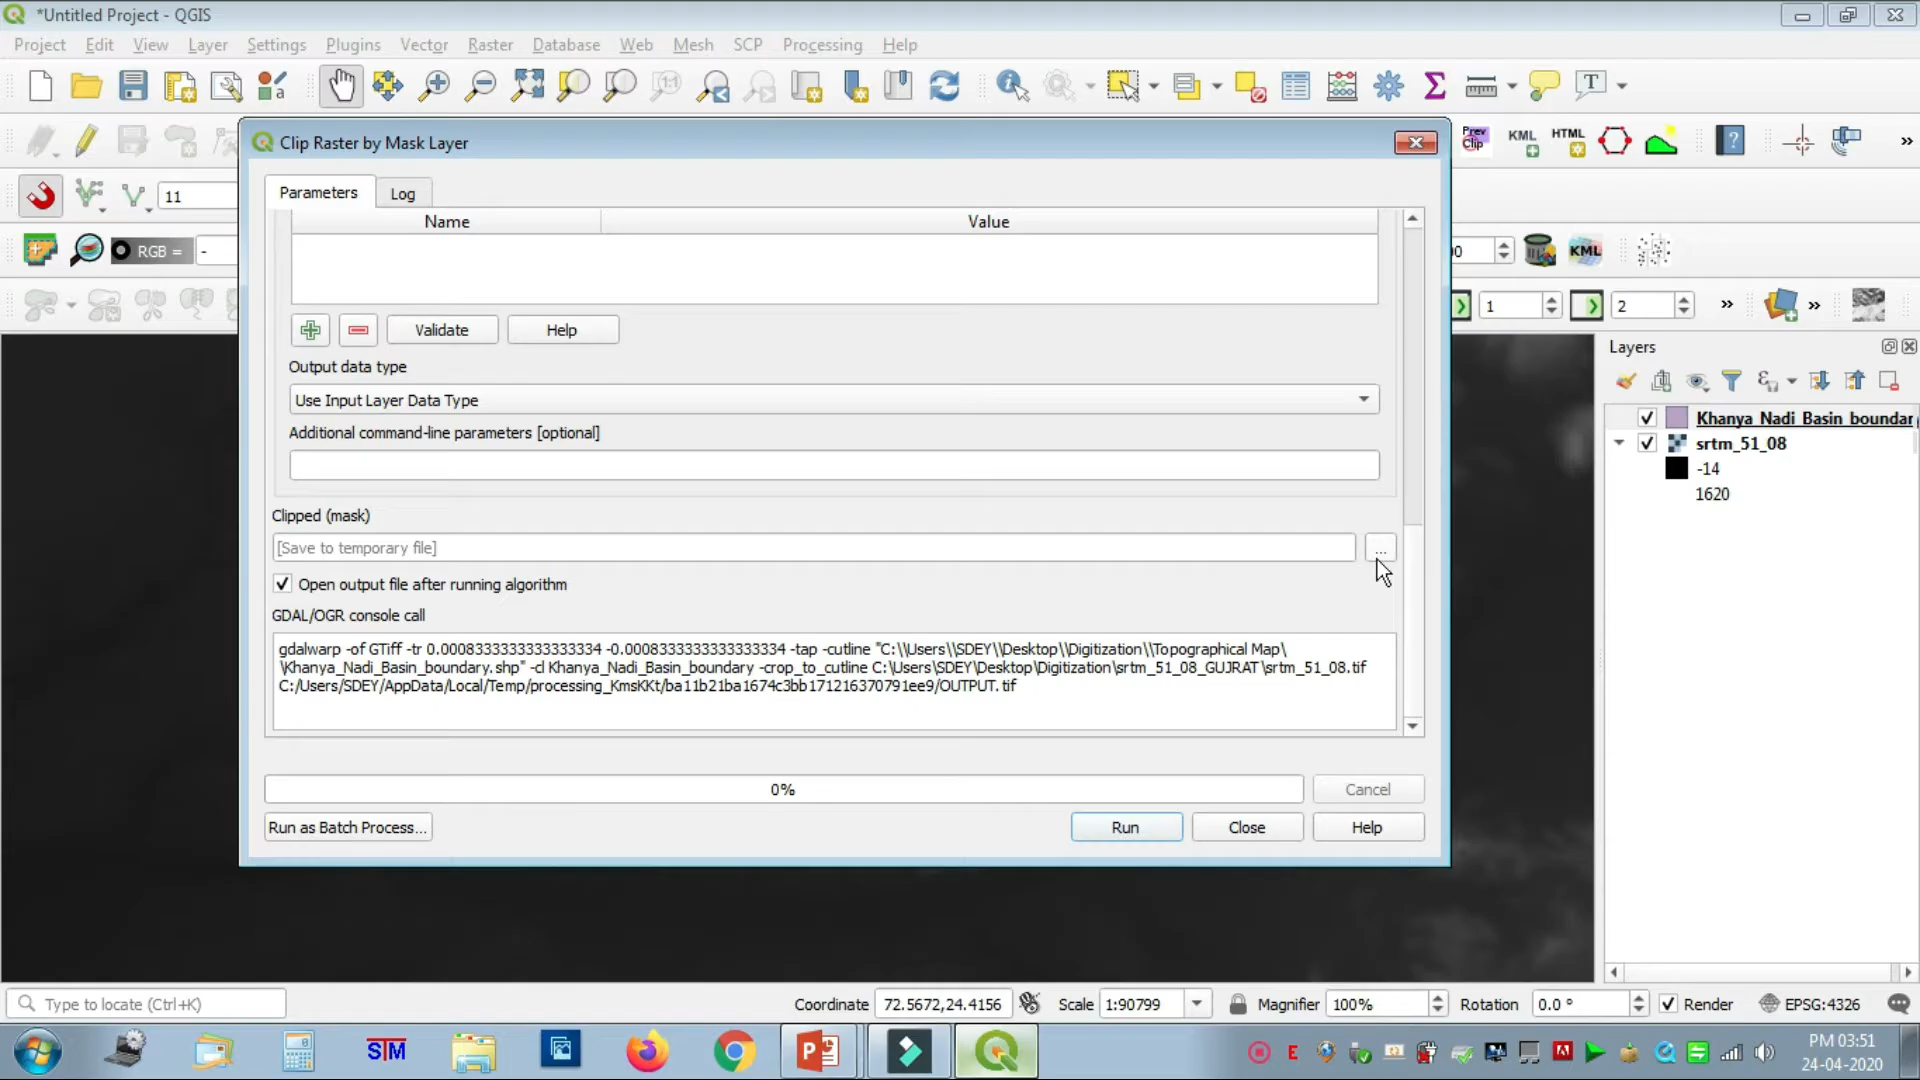 *Untitled Project - QGIS
Project Edit View Layer Settings Plugins Vector Raster Database Web Mesh SCP Processing Help
Prev Clip
KML
HTML
11
RGB =
-
KML
1
2
STM
Clip Raster by Mask Layer
Parameters
Log
Name
Value
Validate
Help
Output data type
Use Input Layer Data Type
Additional command-line parameters [optional]
Clipped (mask)
[Save to temporary file]
...
Open output file after running algorithm
GDAL/OGR console call
gdalwarp -of GTiff -tr 0.0008333333333333334 -0.0008333333333333334 -tap -cutline "C:\\Users\\SDEY\\Desktop\\Digitization\\Topographical Map\
\Khanya_Nadi_Basin_boundary.shp" -cl Khanya_Nadi_Basin_boundary -crop_to_cutline C:\Users\SDEY\Desktop\Digitization\srtm_51_08_GUJRAT\srtm_51_08.tif
C:/Users/SDEY/AppData/Local/Temp/processing_KmsKKt/ba11b21ba1674c3bb171216370791ee9/OUTPUT.tif
0%
Cancel
Run as Batch Process...
Run
Close
Help
Layers
Khanya_Nadi_Basin_boundar
srtm_51_08
-14
1620
Type to locate (Ctrl+K)
Coordinate 72.5672,24.4156
Scale 1:90799
Magnifier 100%
Rotation 0.0 °
Render
EPSG:4326
PM 03:51
24-04-2020